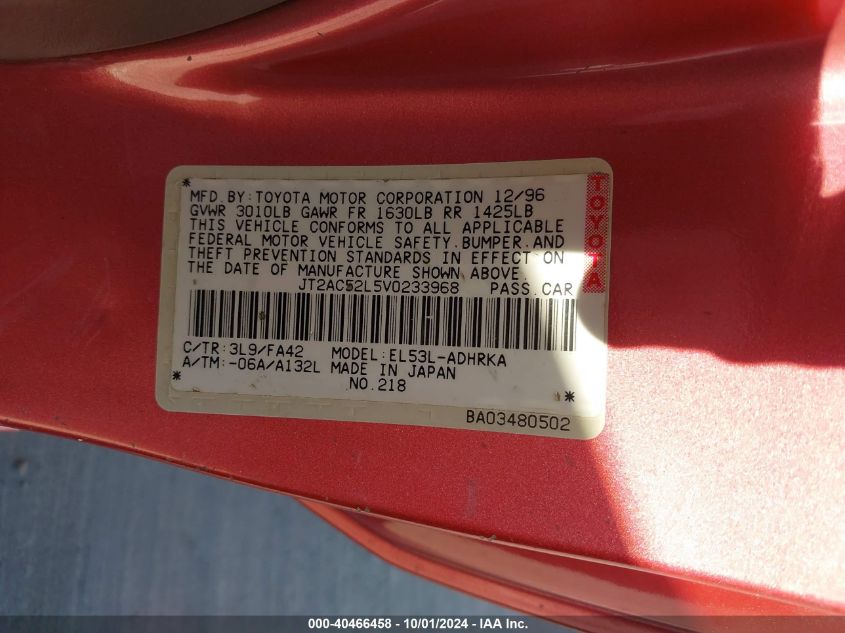 MFD.BY:TOYOTA MOTOR CORPORATION 12/96
GVWR 3010LB GAWR FR 1630LB RR 1425LB
THIS VEHICLE CONFORMS TO ALL APPLICABLE
FEDERAL MOTOR VEHICLE SAFETY.BUMPER.AND
THEFT PREVENTION STANDARDS IN EFFECT ON
THE DATE OF MANUFACTURE SHOWN ABOVE.
JT2AC52L5V0233968 PASS.CAR
TOYOTA
C/TR:3L9/FA42 MODEL:EL53L-ADHRKA
A/TM:-06A/A132L MADE IN JAPAN
NO.218
BA03480502
000-40466458 - 10/01/2024 - IAA Inc.